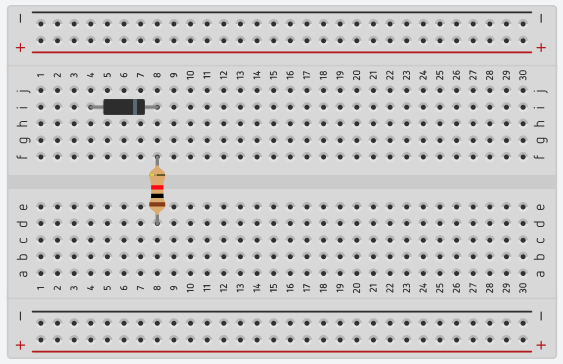 − −
+ +
1 2 3 4 5 6 7 8 9 10 11 12 13 14 15 16 17 18 19 20 21 22 23 24 25 26 27 28 29 30
j j
i i
h h
g g
f f
e e
d d
c c
b b
a a
1 2 3 4 5 6 7 8 9 10 11 12 13 14 15 16 17 18 19 20 21 22 23 24 25 26 27 28 29 30
− −
+ +